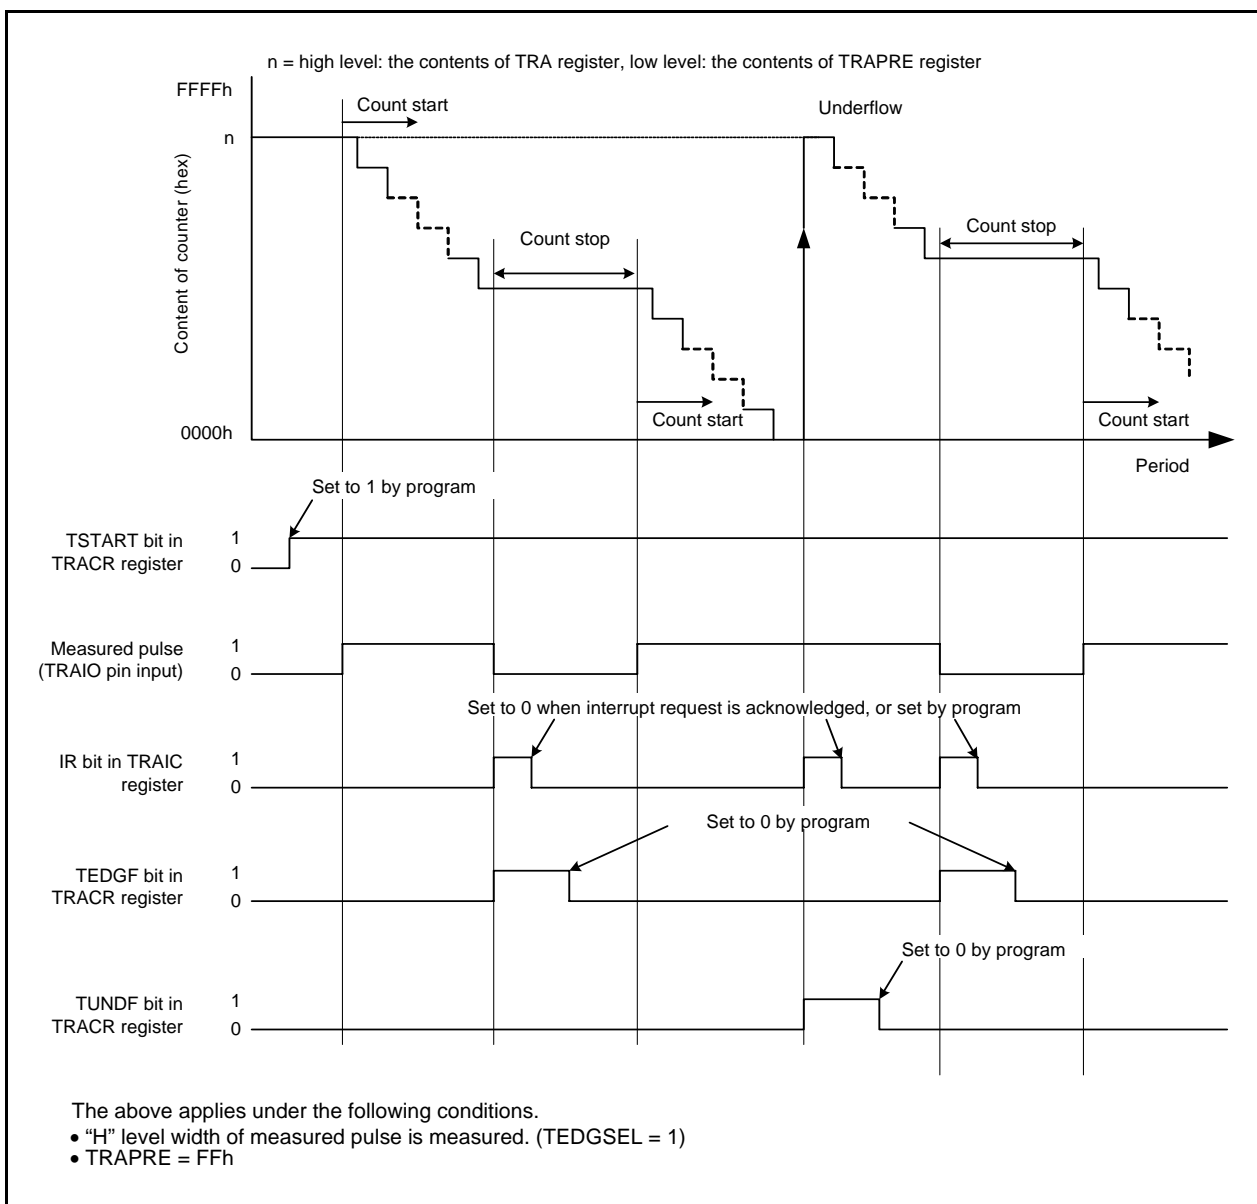 n = high level: the contents of TRA register, low level: the contents of TRAPRE register
FFFFh
Count start
Underflow
n
Content of counter (hex)
Count stop
Count stop
Count start
Count start
0000h
Period
Set to 1 by program
TSTART bit in
TRACR register
1
0
Measured pulse
(TRAIO pin input)
1
0
Set to 0 when interrupt request is acknowledged, or set by program
IR bit in TRAIC
register
1
0
Set to 0 by program
TEDGF bit in
TRACR register
1
0
Set to 0 by program
TUNDF bit in
TRACR register
1
0
The above applies under the following conditions.
• “H” level width of measured pulse is measured. (TEDGSEL = 1)
• TRAPRE = FFh